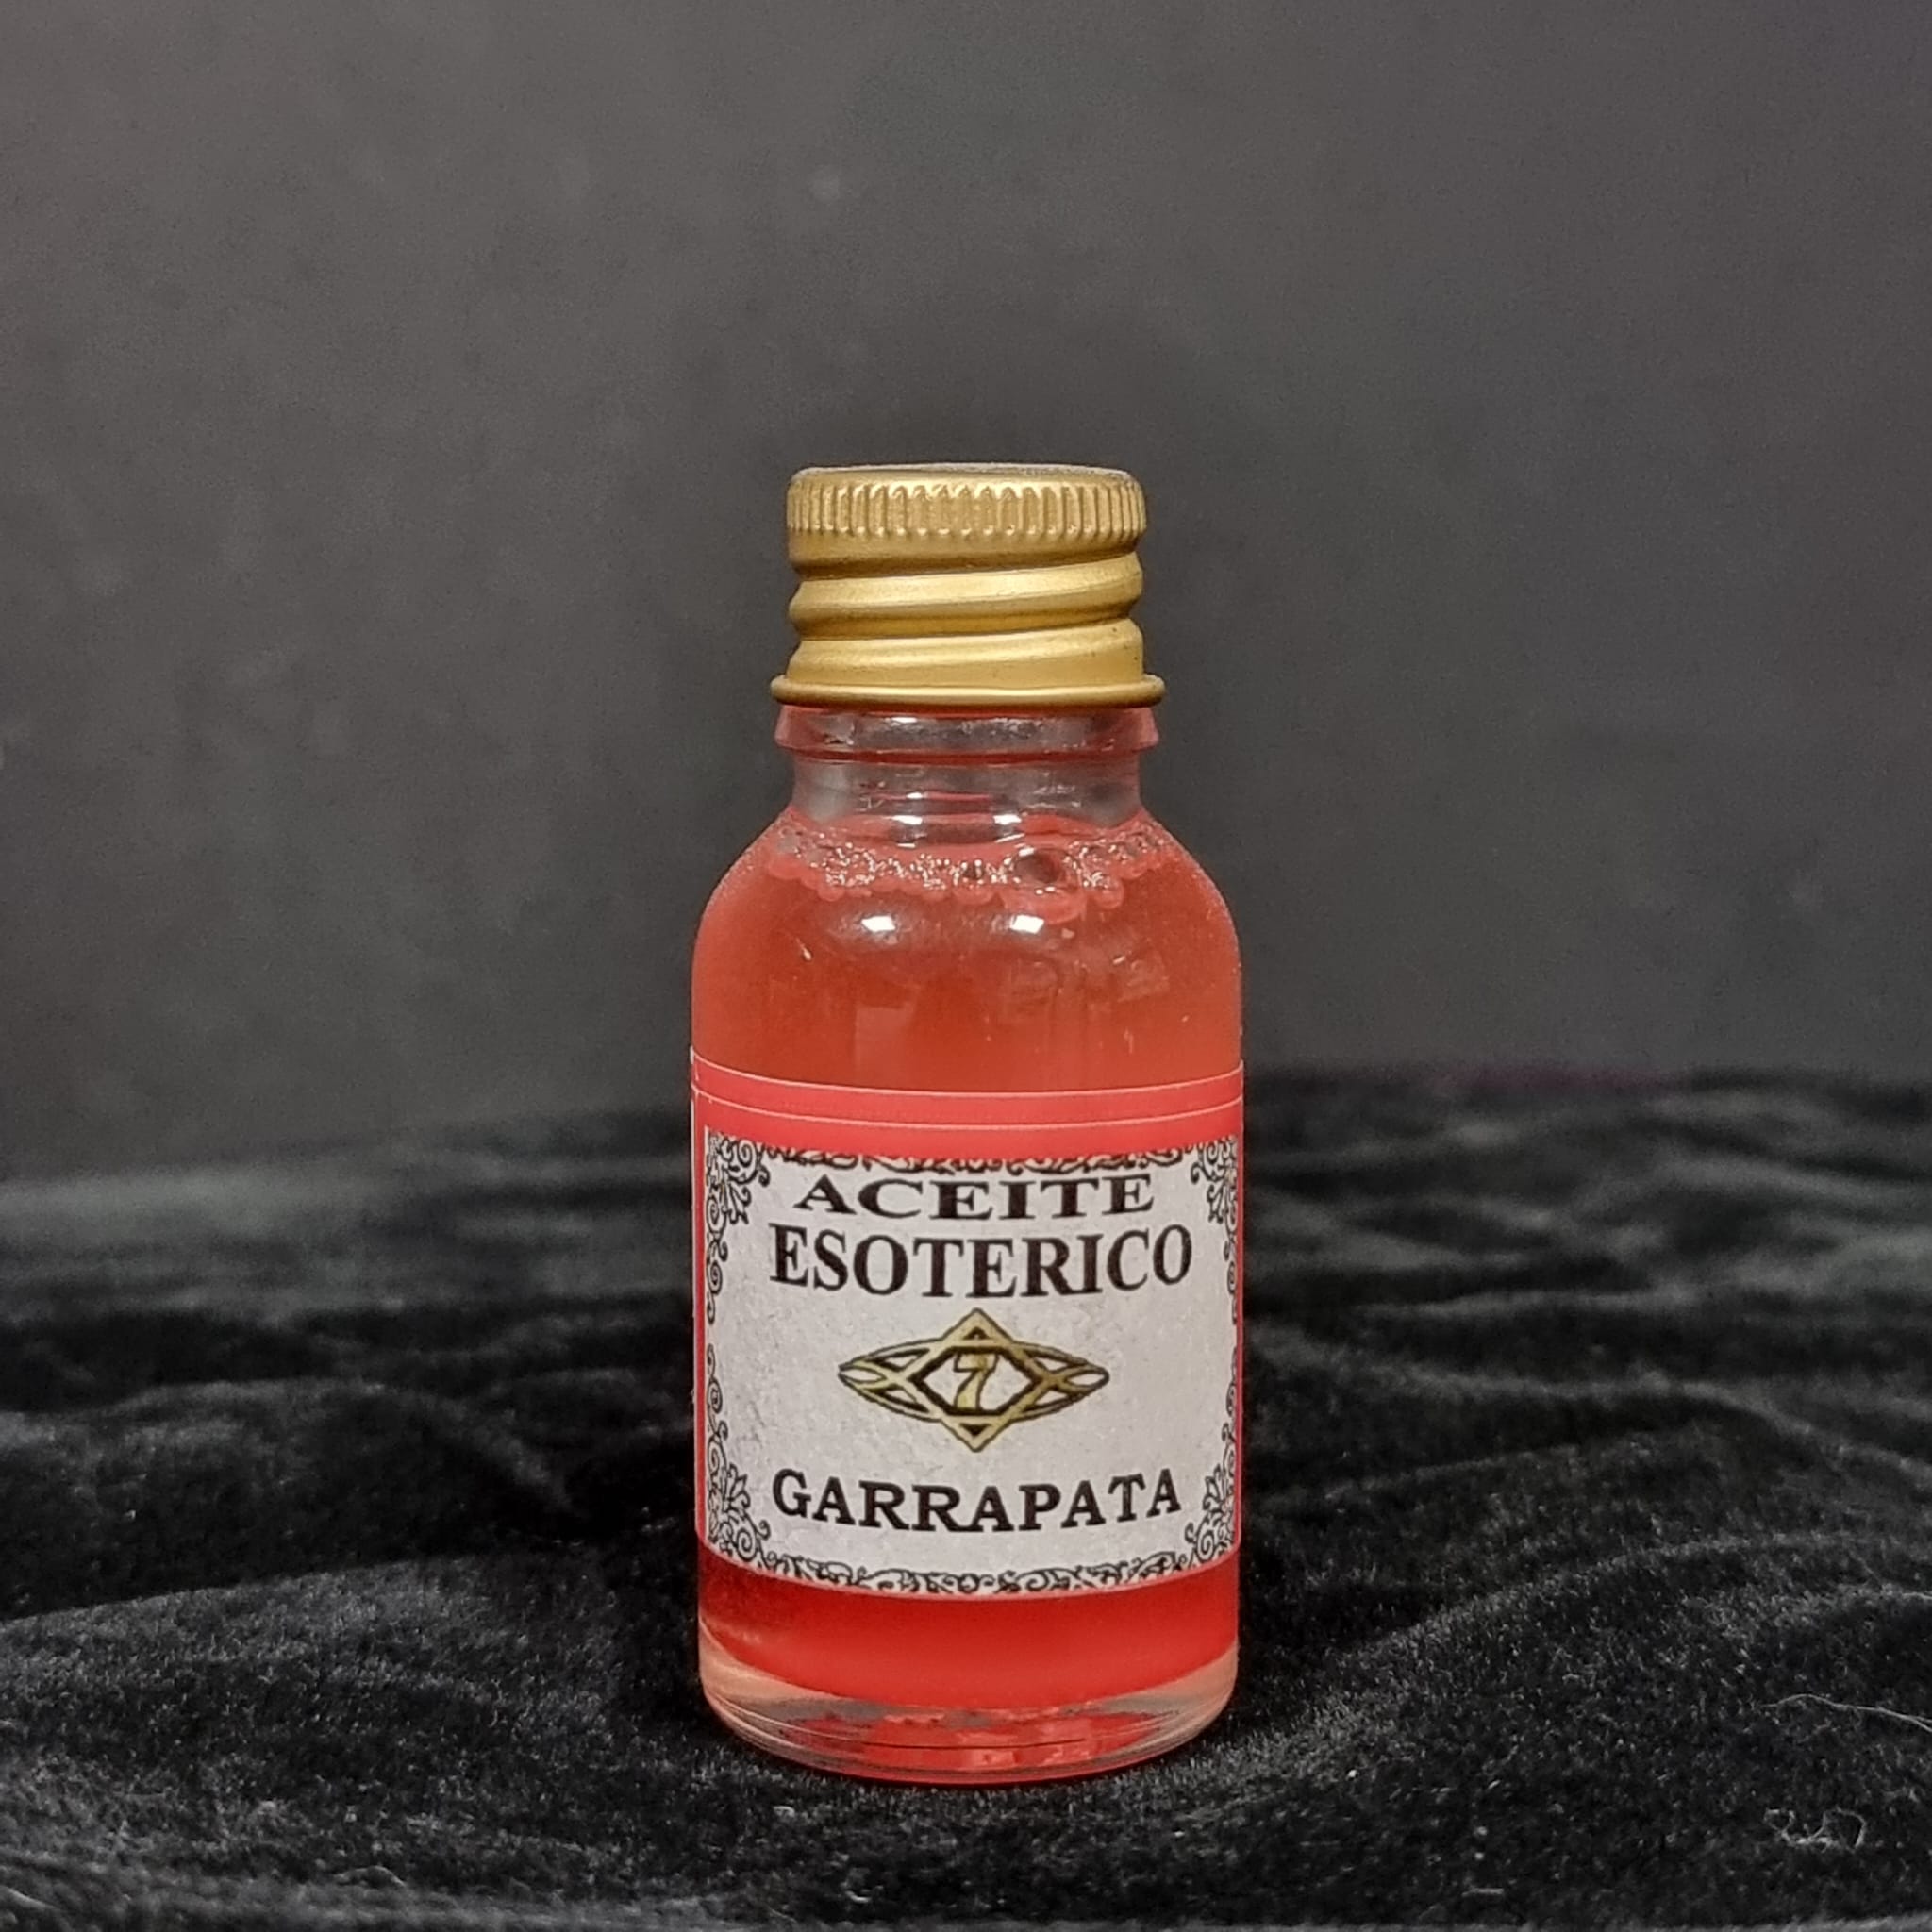 ACEITE
ESOTERICO
7
GARRAPATA